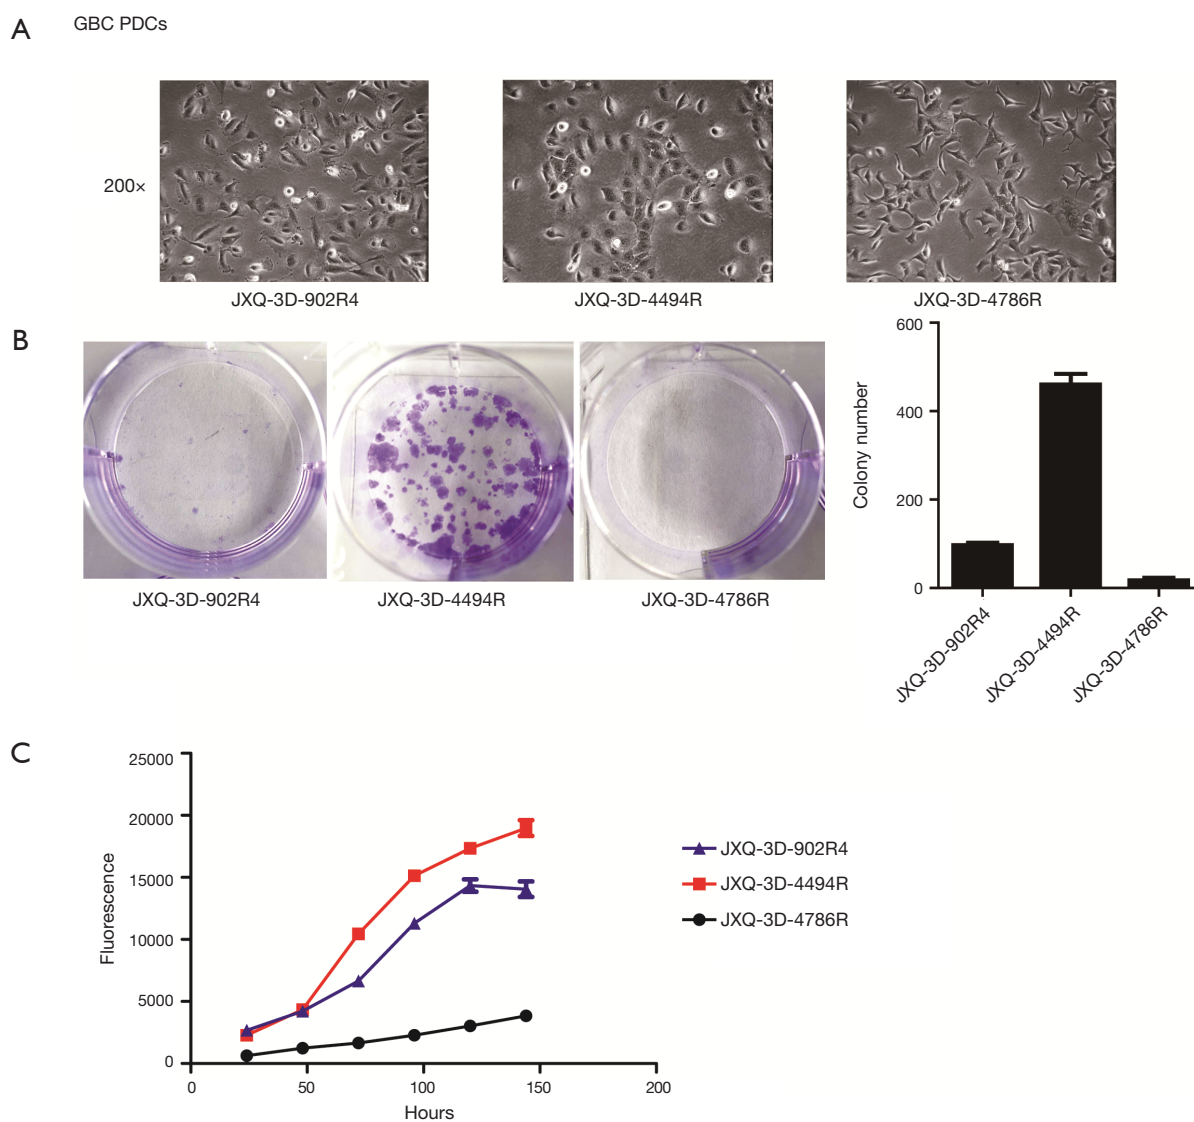 A
GBC PDCs
200×
JXQ-3D-902R4
JXQ-3D-4494R
JXQ-3D-4786R
B
JXQ-3D-902R4
JXQ-3D-4494R
JXQ-3D-4786R
600
400
200
0
Colony number
JXQ-3D-902R4
JXQ-3D-4494R
JXQ-3D-4786R
C
25000
20000
15000
10000
5000
0
Fluorescence
0
50
100
150
200
Hours
JXQ-3D-902R4
JXQ-3D-4494R
JXQ-3D-4786R